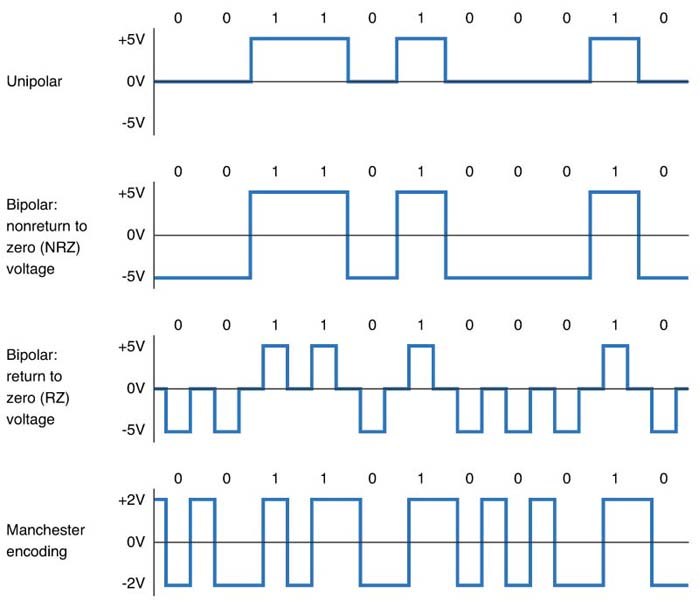 0 0 1 1 0 1 0 0 0 1 0
+5V
Unipolar 0V
-5V
0 0 1 1 0 1 0 0 0 1 0
+5V
Bipolar:
nonreturn to
zero (NRZ)
voltage
0V
-5V
0 0 1 1 0 1 0 0 0 1 0
+5V
Bipolar:
return to
zero (RZ)
voltage
0V
-5V
0 0 1 1 0 1 0 0 0 1 0
+2V
Manchester
encoding
0V
-2V